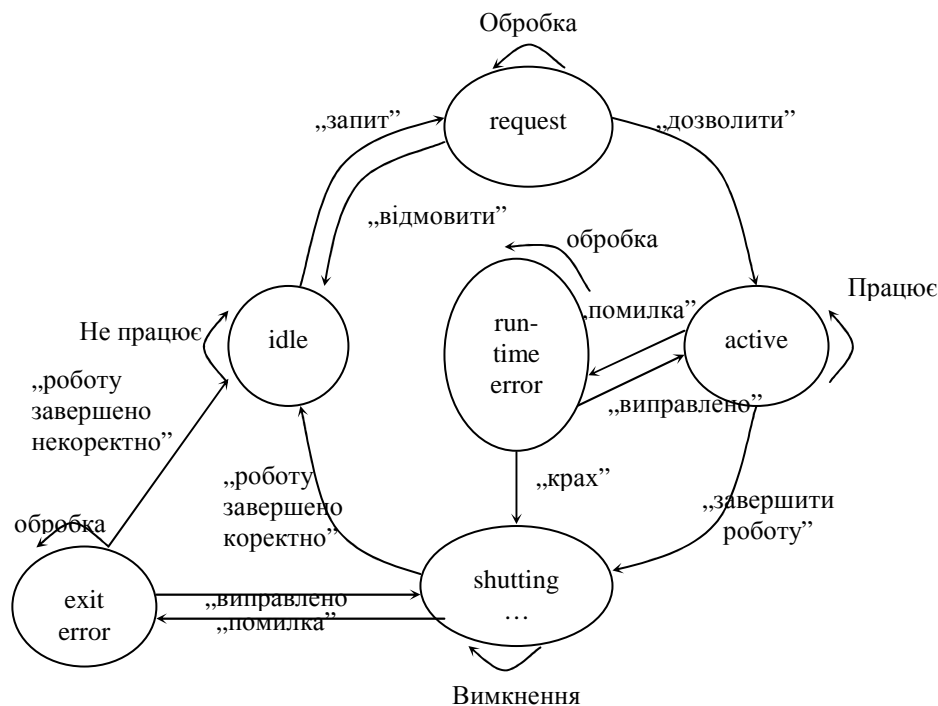 Обробка
request
„запит”
„дозволити”
„відмовити”
обробка
Працює
„помилка”
Не працює
idle
run-
time
error
active
„роботу
завершено
некоректно”
„виправлено”
„роботу
завершено
коректно”
„крах”
„завершити
роботу”
обробка
shutting
…
exit
error
„виправлено
„помилка”
Вимкнення